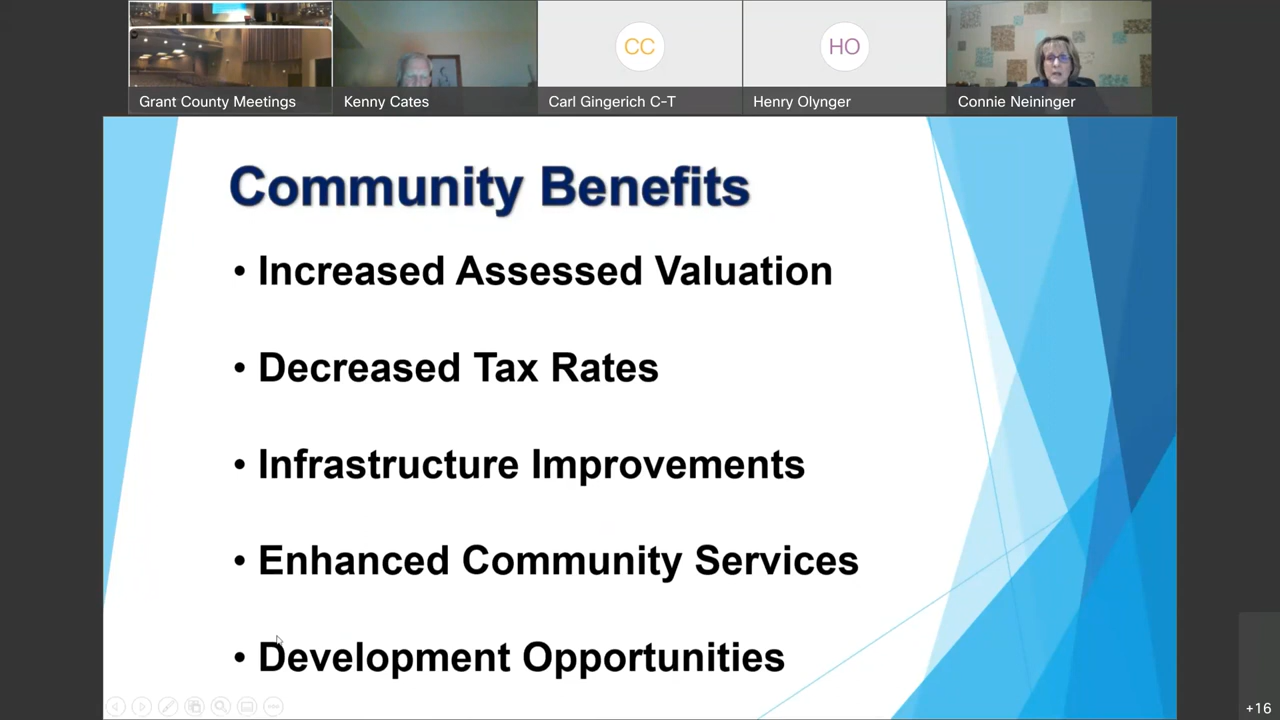 CC
HO
Grant County Meetings
Kenny Cates
Carl Gingerich C-T
Henry Olynger
Connie Neininger
Community Benefits
• Increased Assessed Valuation
• Decreased Tax Rates
• Infrastructure Improvements
• Enhanced Community Services
• Development Opportunities
+16